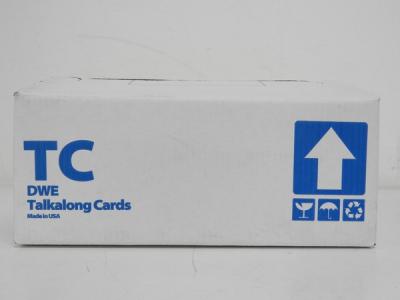 TC
DWE
Talkalong Cards
Made in USA